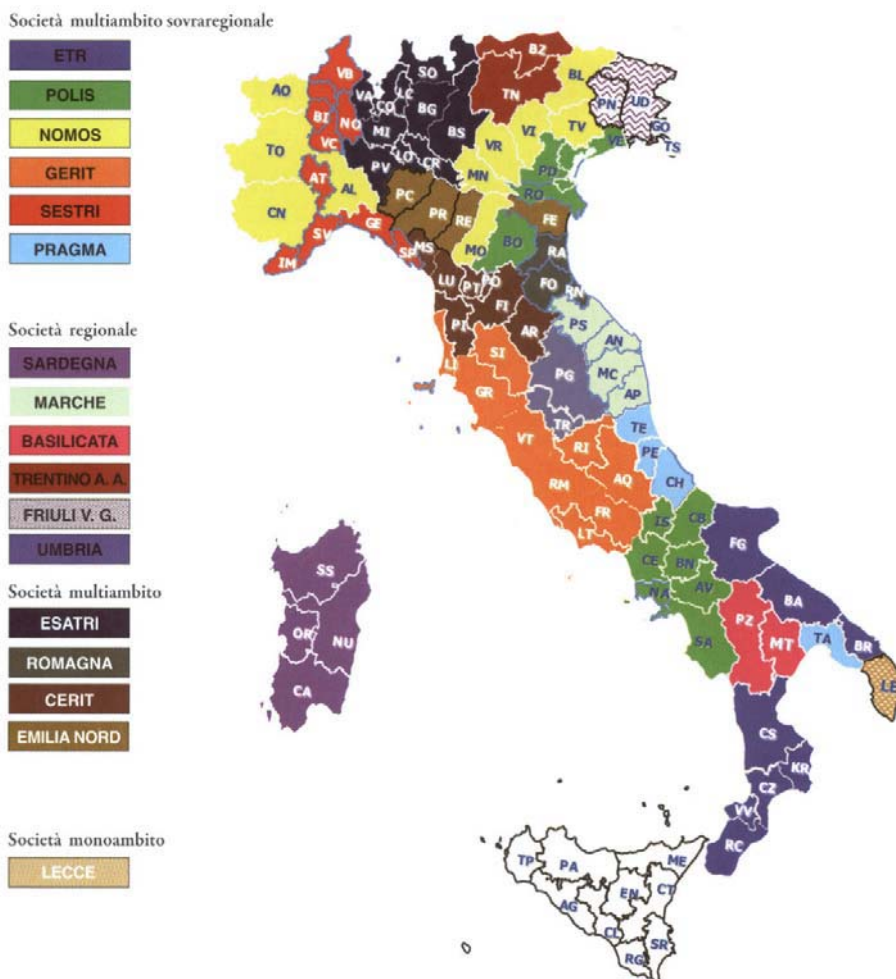 Società multiambito sovraregionale
ETR
POLIS
NOMOS
GERIT
SESTRI
PRAGMA
Società regionale
SARDEGNA
MARCHE
BASILICATA
TRENTINO A. A.
FRIULI V. G.
UMBRIA
Società multiambito
ESATRI
ROMAGNA
CERIT
EMILIA NORD
Società monoambito
LECCE
BZ
SO
TN
VB
BL
AO
VA
CO
LC
BG
PN
UD
BI
NO
BS
VI
TV
GO
TS
VE
TO
VC
MI
VR
PD
LO
CR
PV
MN
RO
AT
AL
PC
CN
PR
RE
FE
GE
MO
BO
SV
SP
MS
RA
IM
LU
PT
PO
FO
RN
FI
PI
AR
PS
AN
LI
SI
MC
GR
PG
AP
TR
TE
VT
RI
PE
RM
AQ
CH
FR
IS
CB
LT
FG
CE
BN
NA
AV
BA
SA
PZ
MT
TA
BR
LE
SS
OR
NU
CA
CS
KR
CZ
VV
RC
TP
PA
ME
EN
CT
AG
CL
SR
RG